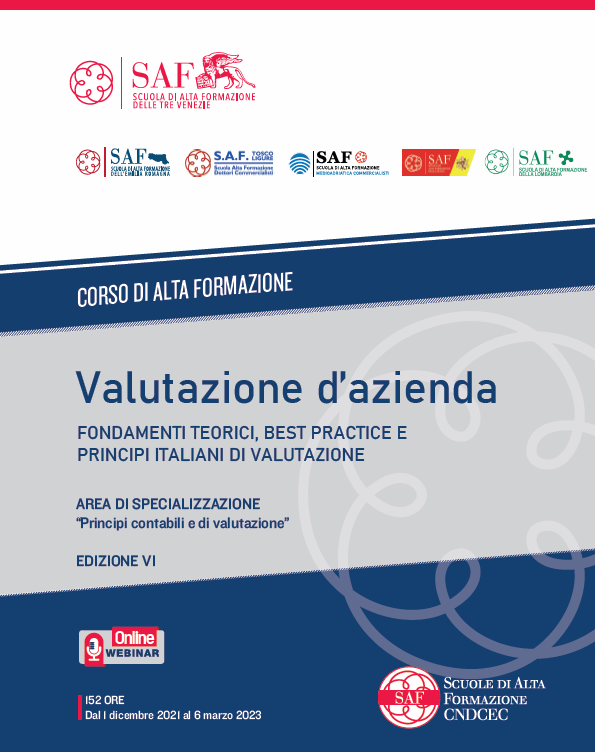 SAF
SCUOLA DI ALTA FORMAZIONE
DELLE TRE VENEZIE
SAF
SCUOLA DI ALTA FORMAZIONE
DELL'EMILIA ROMAGNA
S.A.F. TOSCO LIGURE
Scuola Alta Formazione
Dottori Commercialisti
SAF
SCUOLA DI ALTA FORMAZIONE
MEDIOADRIATICA COMMERCIALISTI
SAF
SAF
SCUOLA DI ALTA FORMAZIONE
DELLA LOMBARDIA
CORSO DI ALTA FORMAZIONE
Valutazione d'azienda
FONDAMENTI TEORICI, BEST PRACTICE E
PRINCIPI ITALIANI DI VALUTAZIONE
AREA DI SPECIALIZZAZIONE
“Principi contabili e di valutazione”
EDIZIONE VI
Online
WEBINAR
152 ORE
Dal 1 dicembre 2021 al 6 marzo 2023
SAF
SCUOLE DI ALTA
FORMAZIONE
CNDCEC